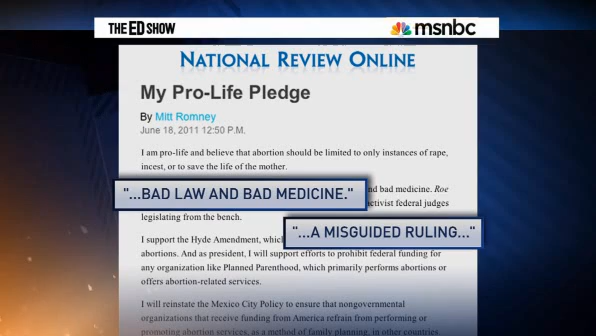 THE ED SHOW
msnbc
NATIONAL REVIEW ONLINE
My Pro-Life Pledge
By Mitt Romney
June 18, 2011 12:50 P.M.
I am pro-life and believe that abortion should be limited to only instances of rape,
incest, or to save the life of the mother.
"...BAD LAW AND BAD MEDICINE."
nd bad medicine. Roe
activist federal judges
legislating from the bench.
"...A MISGUIDED RULING..."
I support the Hyde Amendment,
abortions. And as president, I will support efforts to prohibit federal funding for
any organization like Planned Parenthood, which primarily performs abortions or
offers abortion-related services.
I will reinstate the Mexico City Policy to ensure that nongovernmental
organizations that receive funding from America refrain from performing or
promoting abortion services, as a method of family planning, in other countries.